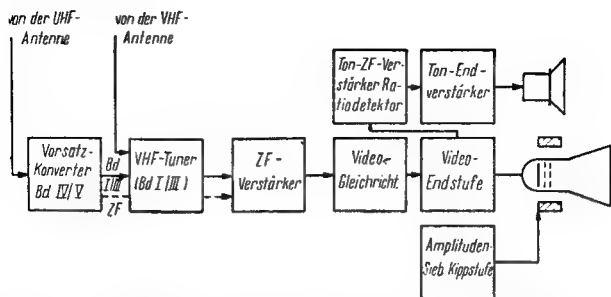 von der UHF-
Antenne
von der VHF-
Antenne
Ton-ZF-Ver-
stärker Ra-
tiodetektor
Ton-End-
verstärker
Vorsatz-
Konverter
Bd IV/V
Bd
I/III
ZF
VHF-Tuner
(Bd I/III)
ZF-
Verstärker
Video-
Gleichricht.
Video-
Endstufe
Amplituden-
Sieb. Kippstufe